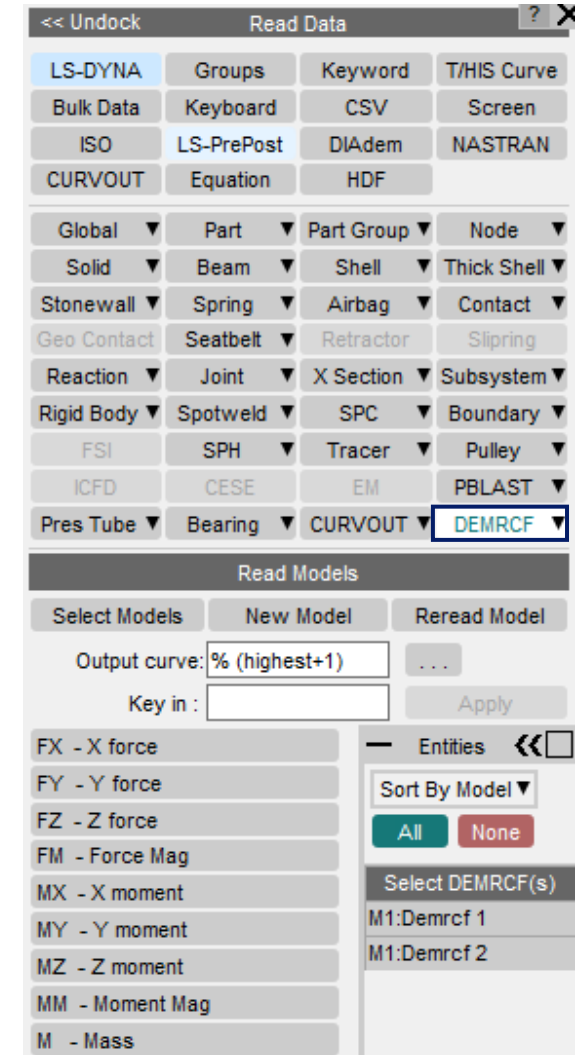 << Undock Read Data ? X
LS-DYNA Groups Keyword T/HIS Curve
Bulk Data Keyboard CSV Screen
ISO LS-PrePost DIAdem NASTRAN
CURVOUT Equation HDF
Global ▼ Part ▼ Part Group ▼ Node ▼
Solid ▼ Beam ▼ Shell ▼ Thick Shell ▼
Stonewall ▼ Spring ▼ Airbag ▼ Contact ▼
Geo Contact Seatbelt ▼ Retractor Slipring
Reaction ▼ Joint ▼ X Section ▼ Subsystem ▼
Rigid Body ▼ Spotweld ▼ SPC ▼ Boundary ▼
FSI SPH ▼ Tracer ▼ Pulley ▼
ICFD CESE EM PBLAST ▼
Pres Tube ▼ Bearing ▼ CURVOUT ▼ DEMRCF ▼
Read Models
Select Models New Model Reread Model
Output curve: % (highest+1) ...
Key in : Apply
FX - X force
FY - Y force
FZ - Z force
FM - Force Mag
MX - X moment
MY - Y moment
MZ - Z moment
MM - Moment Mag
M - Mass
— Entities <<
Sort By Model ▼
All None
Select DEMRCF(s)
M1:Demrcf 1
M1:Demrcf 2